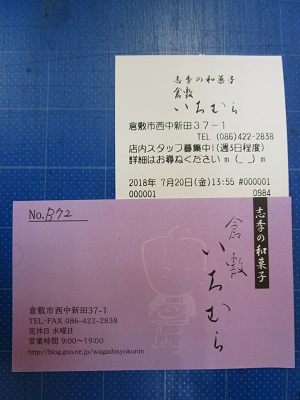 志季の和菓子
倉敷
いちむら
倉敷市西中新田37-1
TEL (086)422-2838
店内スタッフ募集中!(週3日程度)
詳細はお尋ねください m (_ _) m
2018年 7月20日(金)13:55 #000001
000001 0984
No.B72
志季の和菓子
倉敷
いちむら
倉敷市西中新田37-1
TEL・FAX 086-422-2838
定休日 水曜日
営業時間 9:00〜19:00
http://blog.goo.ne.jp/wagashisyokunin